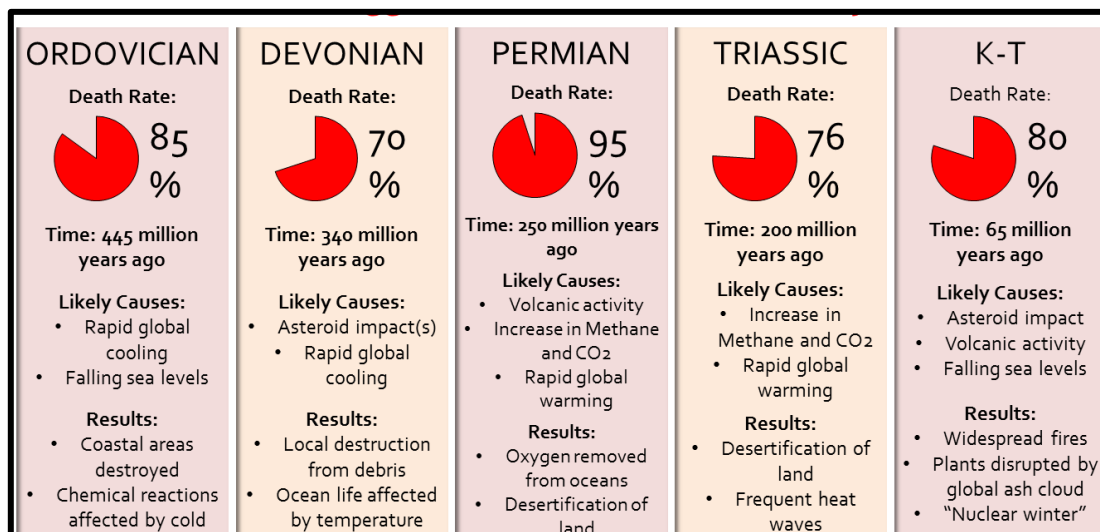 ORDOVICIAN
Death Rate:
85
%
Time: 445 million
years ago
Likely Causes:
• Rapid global
cooling
• Falling sea levels
Results:
• Coastal areas
destroyed
• Chemical reactions
affected by cold
DEVONIAN
Death Rate:
70
%
Time: 340 million
years ago
Likely Causes:
• Asteroid impact(s)
• Rapid global
cooling
Results:
• Local destruction
from debris
• Ocean life affected
by temperature
PERMIAN
Death Rate:
95
%
Time: 250 million years
ago
Likely Causes:
• Volcanic activity
• Increase in Methane
and CO2
• Rapid global
warming
Results:
• Oxygen removed
from oceans
• Desertification of
land
TRIASSIC
Death Rate:
76
%
Time: 200 million
years ago
Likely Causes:
• Increase in
Methane and CO2
• Rapid global
warming
Results:
• Desertification of
land
• Frequent heat
waves
K-T
Death Rate:
80
%
Time: 65 million
years ago
Likely Causes:
• Asteroid impact
• Volcanic activity
• Falling sea levels
Results:
• Widespread fires
• Plants disrupted by
global ash cloud
• “Nuclear winter”